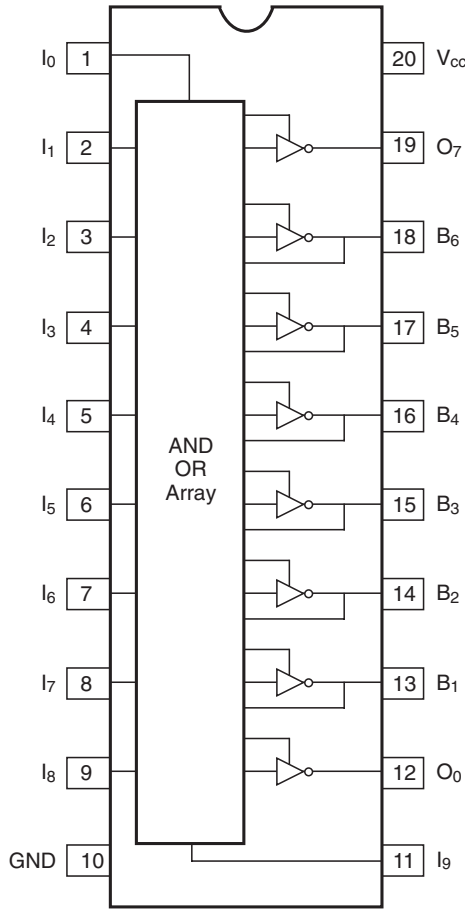 I0 1 20 Vcc
I1 2 19 O7
I2 3 18 B6
I3 4 17 B5
I4 5 16 B4
AND
OR
Array
I5 6 15 B3
I6 7 14 B2
I7 8 13 B1
I8 9 12 O0
GND 10 11 I9